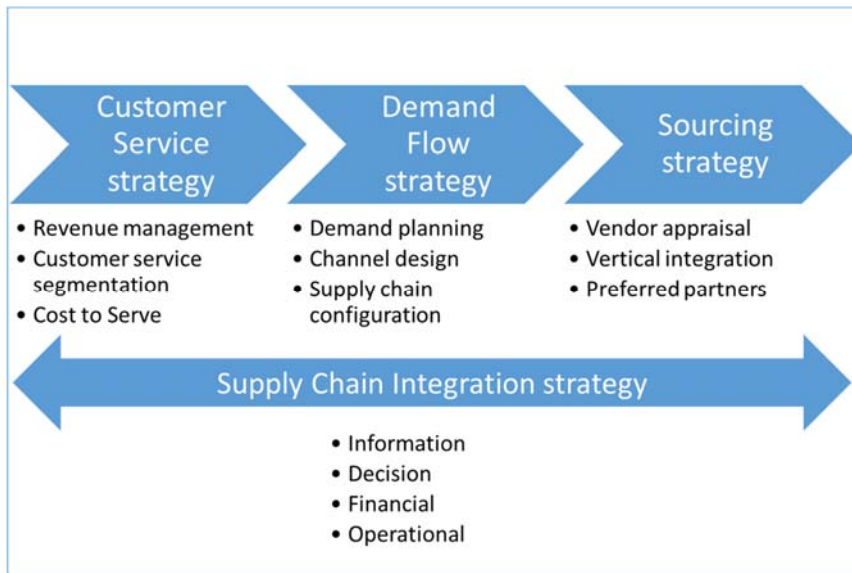 Customer
Service
strategy
• Revenue management
• Customer service
segmentation
• Cost to Serve
Demand
Flow
strategy
• Demand planning
• Channel design
• Supply chain
configuration
Sourcing
strategy
• Vendor appraisal
• Vertical integration
• Preferred partners
Supply Chain Integration strategy
• Information
• Decision
• Financial
• Operational